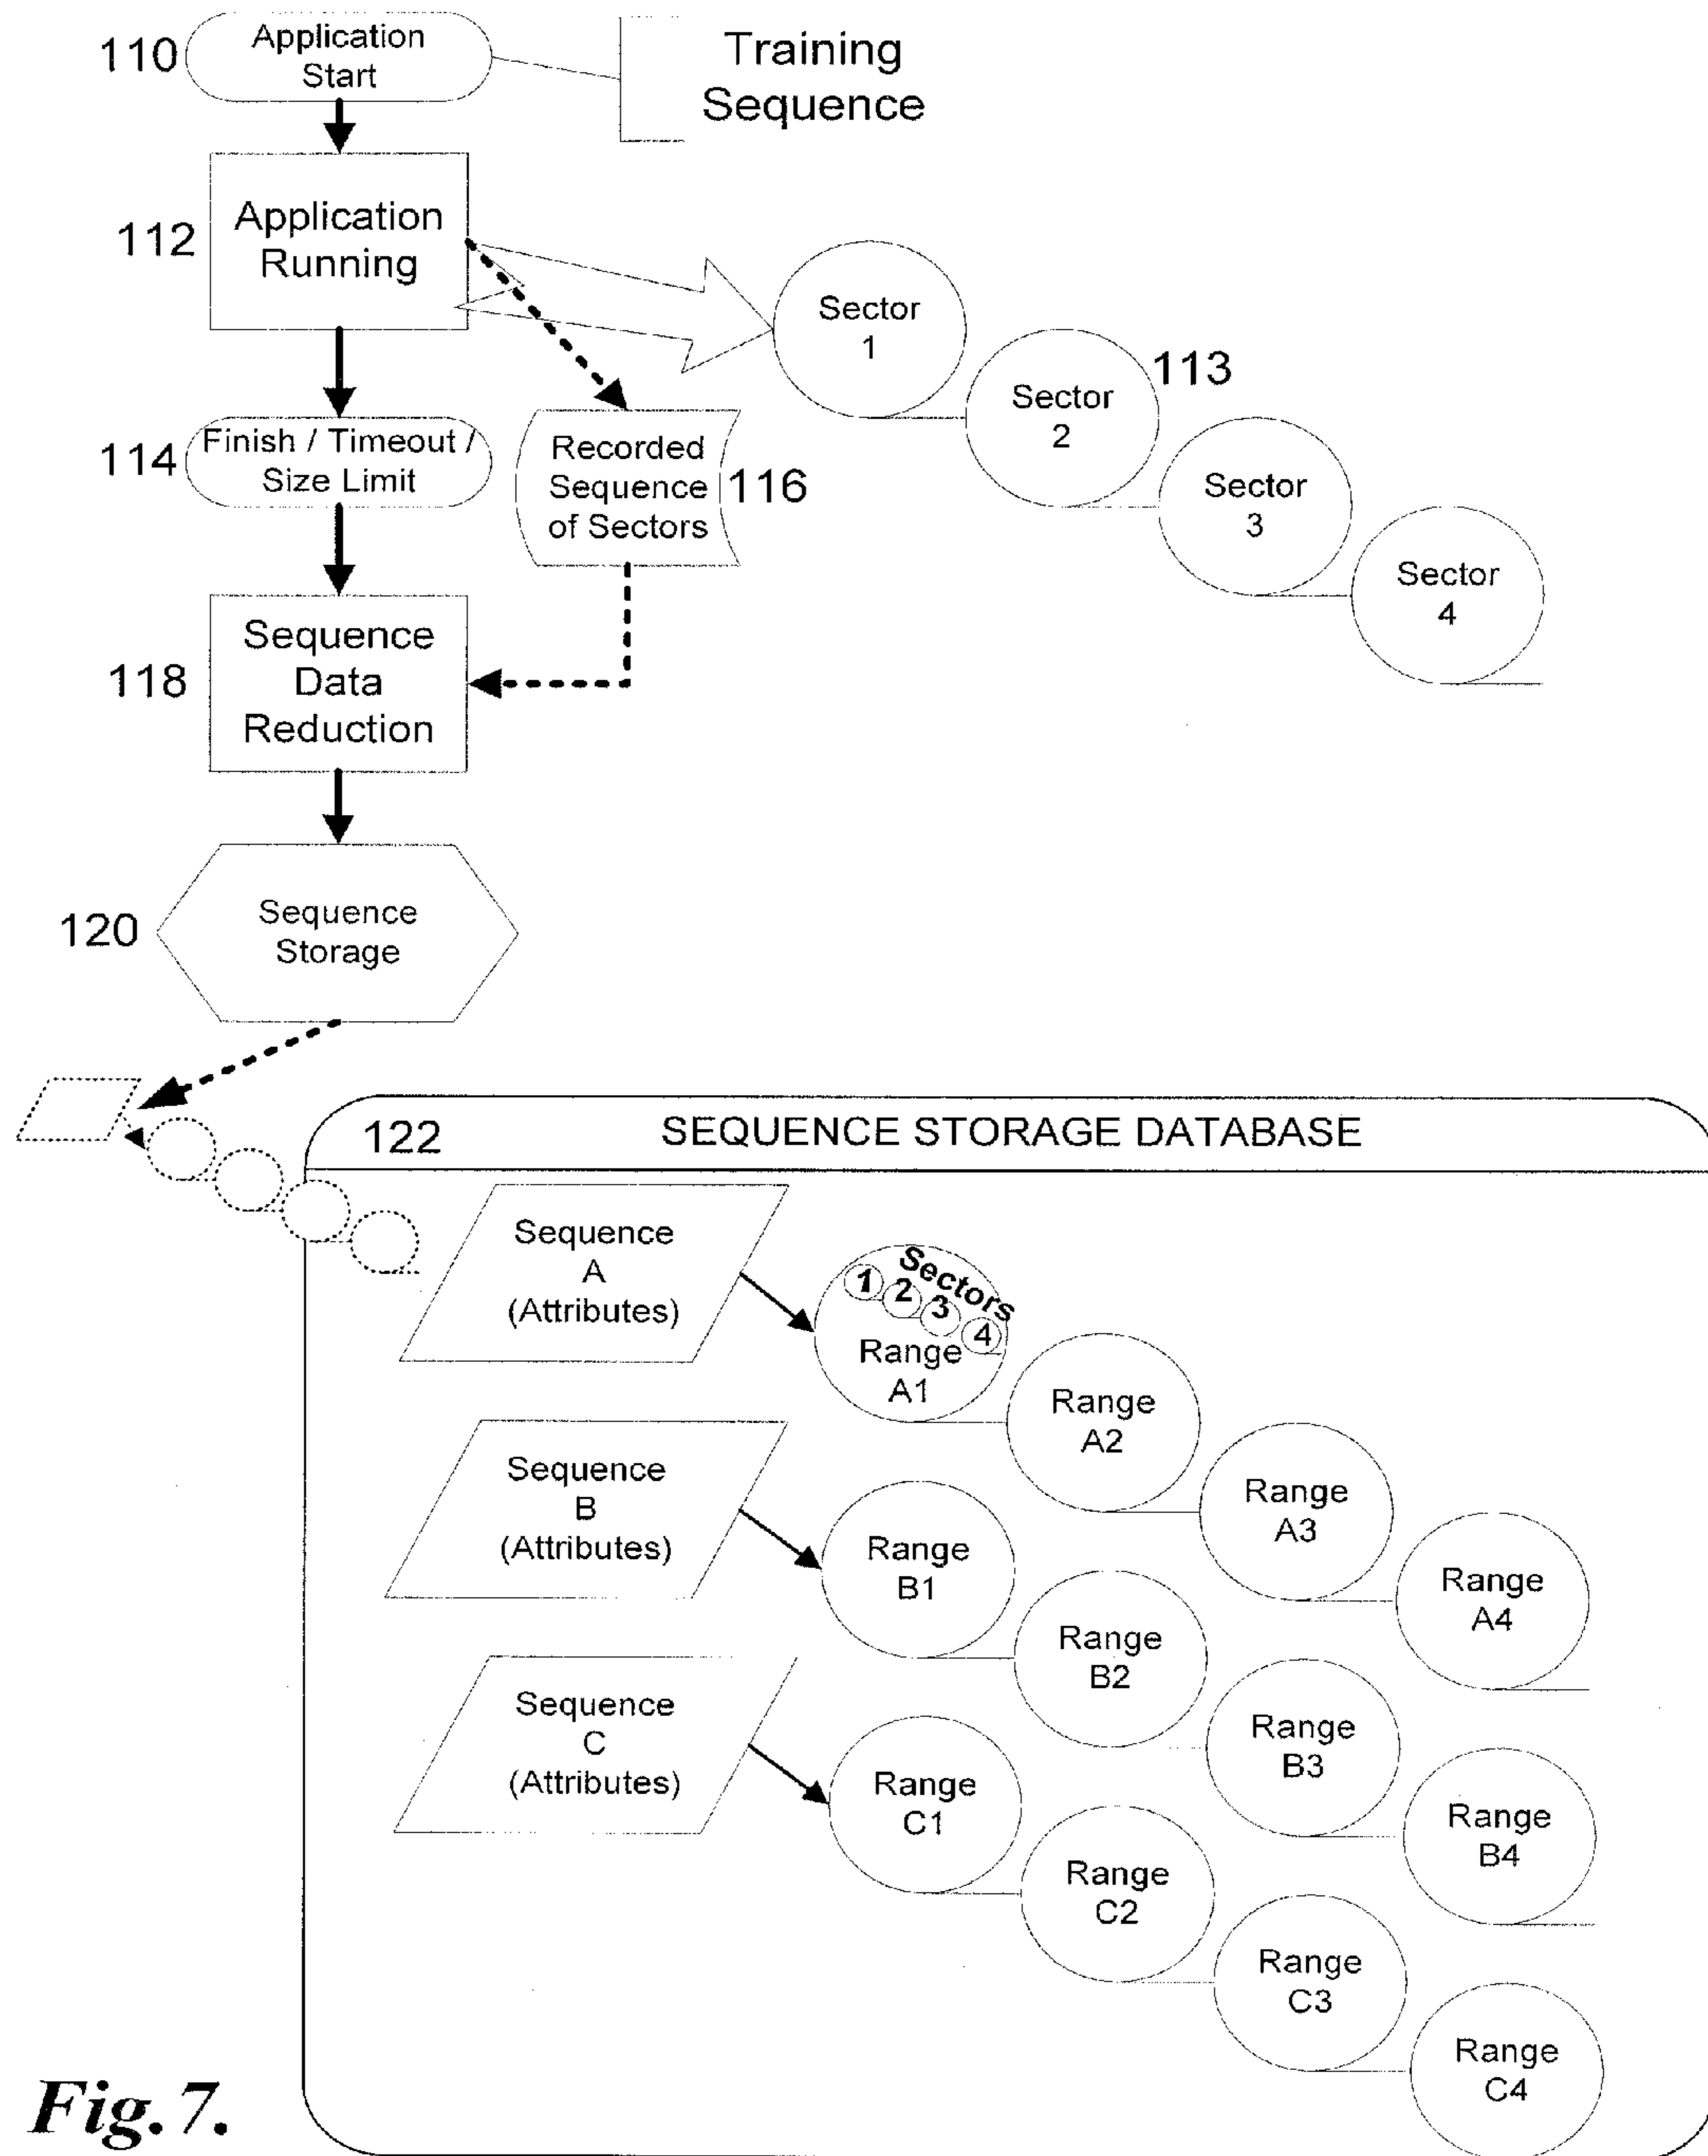 110
Application
Start
Training
Sequence
112
Application
Running
Sector
1
Sector
2
113
Sector
3
Sector
4
114
Finish / Timeout /
Size Limit
Recorded
Sequence
of Sectors
116
118
Sequence
Data
Reduction
120
Sequence
Storage
122
SEQUENCE STORAGE DATABASE
Sequence
A
(Attributes)
Sectors
1
2
3
4
Range
A1
Range
A2
Range
A3
Range
A4
Sequence
B
(Attributes)
Range
B1
Range
B2
Range
B3
Range
B4
Sequence
C
(Attributes)
Range
C1
Range
C2
Range
C3
Range
C4
Fig. 7.